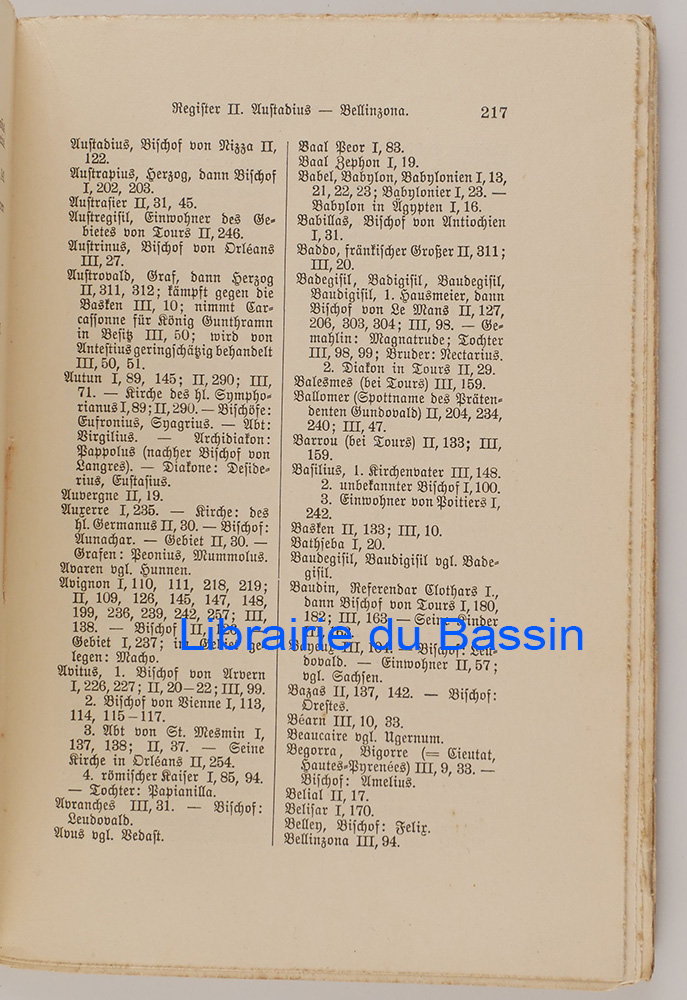 Register II. Austadius — Bellinzona.
217
Austadius, Bischof von Nizza II,
122.
Austrapius, Herzog, dann Bischof
I, 202, 203.
Austrasier II, 31, 45.
Austregisil, Einwohner des Ge-
bietes von Tours II, 246.
Austrinus, Bischof von Orléans
III, 27.
Austrovald, Graf, dann Herzog
II, 311, 312; kämpft gegen die
Basken III, 10; nimmt Car-
cassonne für König Gunthramn
in Besitz III, 50; wird von
Antestius geringschätzig behandelt
III, 50, 51.
Autun I, 89, 145; II, 290; III,
71. — Kirche des hl. Sympho-
rianus I, 89; II, 290. — Bischöfe:
Eufronius, Syagrius. — Abt:
Virgilius. — Archidiakon:
Pappolus (nachher Bischof von
Langres). — Diakone: Deside-
rius, Eustasius.
Auvergne II, 19.
Auxerre I, 235. — Kirche: des
hl. Germanus II, 30. — Bischof:
Aunachar. — Gebiet II, 30. —
Grafen: Peonius, Mummolus.
Avaren vgl. Hunnen.
Avignon I, 110, 111, 218, 219;
II, 109, 126, 145, 147, 148,
199, 236, 239, 242, 257; III,
138. — Bischof II,
Gebiet I, 237; im Gebiet ge-
legen: Macho.
Avitus, 1. Bischof von Arvern
I, 226, 227; II, 20—22; III, 99.
2. Bischof von Vienne I, 113,
114, 115—117.
3. Abt von St. Mesmin I,
137, 138; II, 37. — Seine
Kirche in Orléans II, 254.
4. römischer Kaiser I, 85, 94.
— Tochter: Papianilla.
Avranches III, 31. — Bischof:
Leudovald.
Avus vgl. Vedast.
Baal Peor I, 83.
Baal Zephon I, 19.
Babel, Babylon, Babylonien I, 13,
21, 22, 23; Babylonier I, 23. —
Babylon in Ägypten I, 16.
Babillas, Bischof von Antiochien
I, 31.
Baddo, fränkischer Großer II, 311;
III, 20.
Badegisil, Badigisil, Baudegisil,
Baudigisil, 1. Hausmeier, dann
Bischof von Le Mans II, 127,
206, 303, 304; III, 98. — Ge-
mahlin: Magnatrude; Tochter
III, 98, 99; Bruder: Nectarius.
2. Diakon in Tours II, 29.
Balesmes (bei Tours) III, 159.
Ballomer (Spottname des Präten-
denten Gundovald) II, 204, 234,
240; III, 47.
Barrou (bei Tours) II, 133; III,
159.
Basilius, 1. Kirchenvater III, 148.
2. unbekannter Bischof I, 100.
3. Einwohner von Poitiers I,
242.
Basken II, 133; III, 10.
Bathseba I, 20.
Baudegisil, Baudigisil vgl. Bade-
gisil.
Baudin, Referendar Clothars I.,
dann Bischof von Tours I, 180,
182; III, 163 — Seine Kinder
Librairie du Bassin
Bayeux III, Bischof: Leu-
dovald. — Einwohner II, 57;
vgl. Sachsen.
Bazas II, 137, 142. — Bischof:
Orestes.
Béarn III, 10, 33.
Beaucaire vgl. Ugernum.
Begorra, Bigorre (= Cieutat,
Hautes-Pyrenées) III, 9, 33. —
Bischof: Amelius.
Belial II, 17.
Belisar I, 170.
Belley, Bischof: Felix.
Bellinzona III, 94.